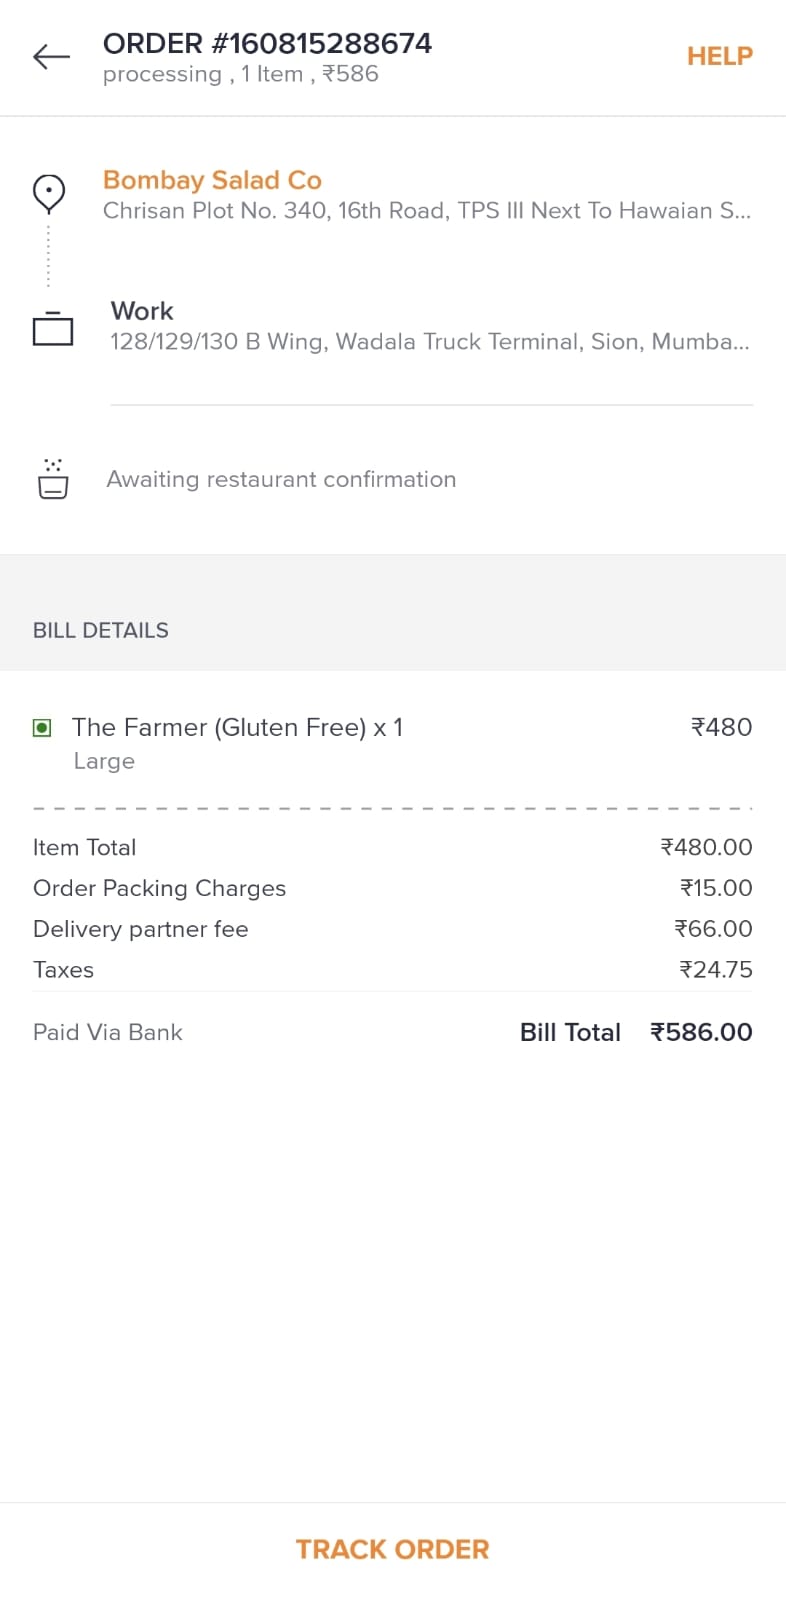 ORDER #160815288674
HELP
processing , 1 Item , ₹586
Bombay Salad Co
Chrisan Plot No. 340, 16th Road, TPS III Next To Hawaian S...
Work
128/129/130 B Wing, Wadala Truck Terminal, Sion, Mumba...
Awaiting restaurant confirmation
BILL DETAILS
The Farmer (Gluten Free) x 1 ₹480
Large
Item Total ₹480.00
Order Packing Charges ₹15.00
Delivery partner fee ₹66.00
Taxes ₹24.75
Paid Via Bank Bill Total ₹586.00
TRACK ORDER